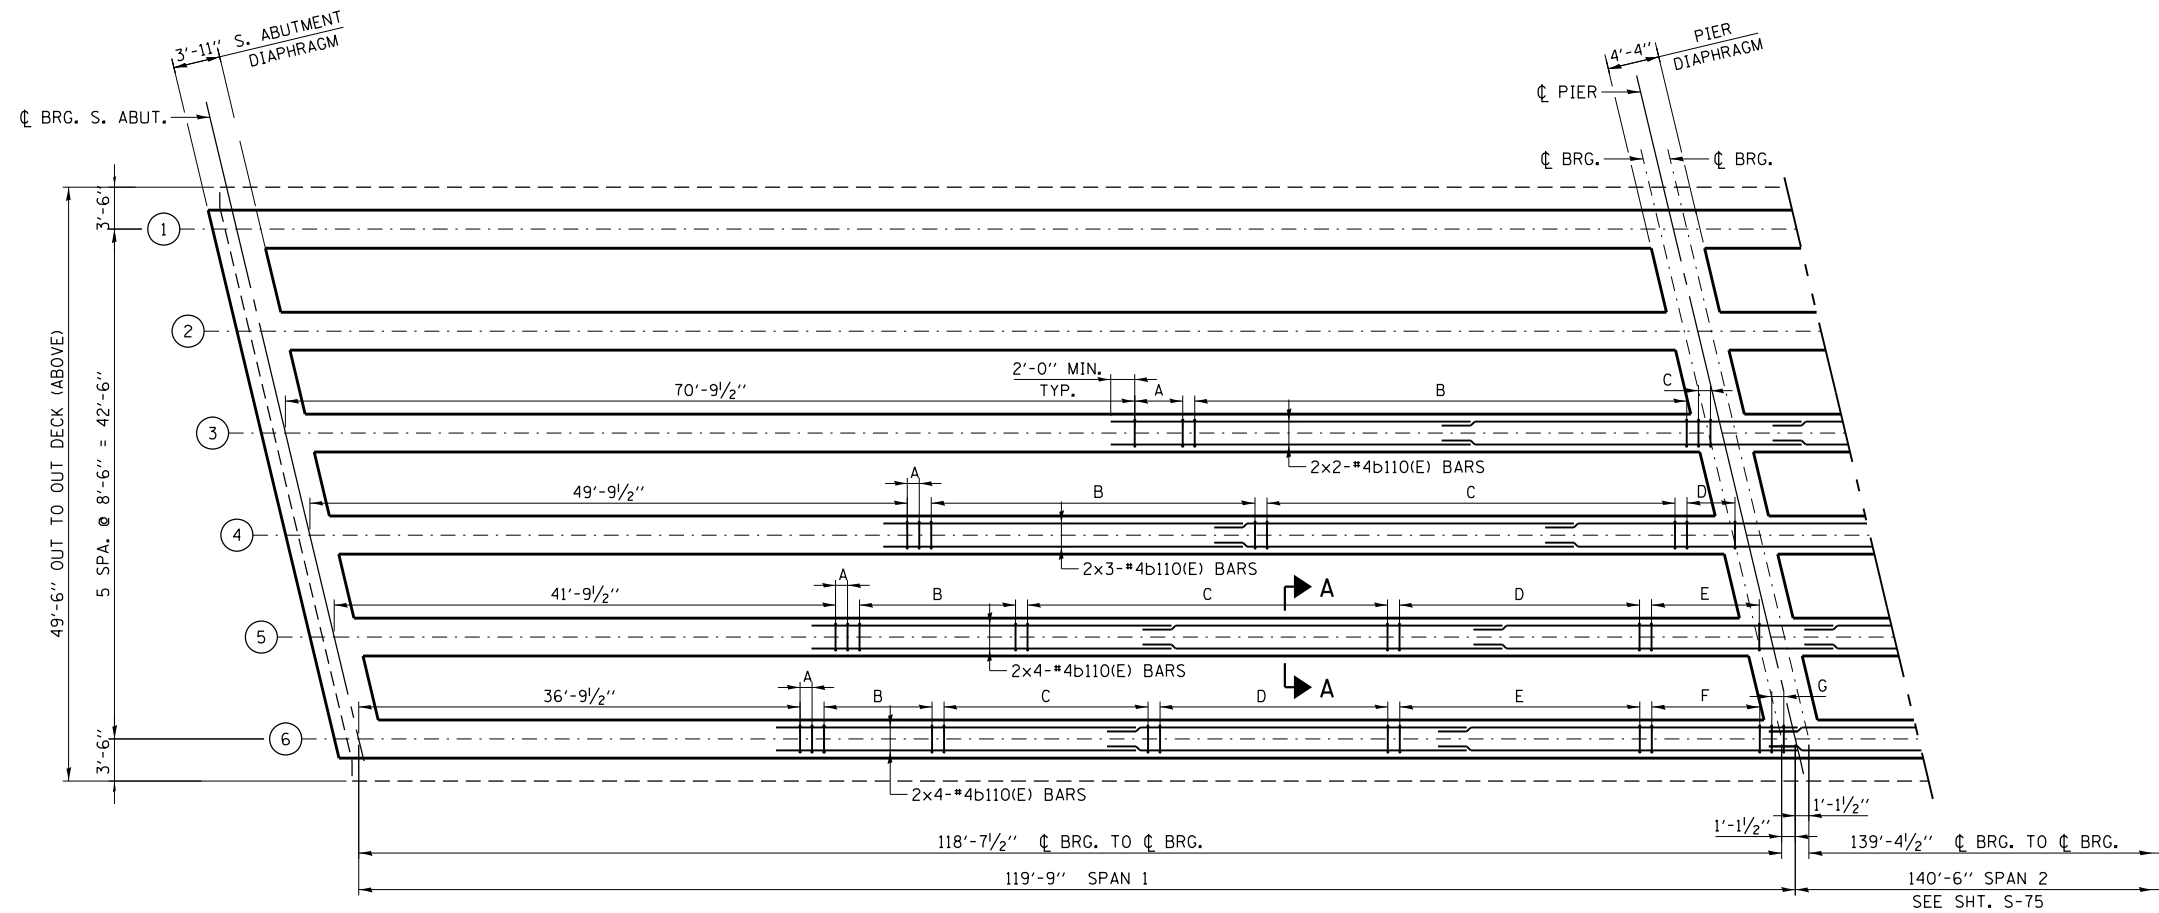 3'-11" S. ABUTMENT
DIAPHRAGM
4'-4" PIER
DIAPHRAGM
℄ BRG. S. ABUT.
℄ PIER
℄ BRG.
℄ BRG.
3'-6"
1
2
49'-6" OUT TO OUT DECK (ABOVE)
5 SPA. @ 8'-6" = 42'-6"
2'-0" MIN.
TYP.
70'-9½"
A
B
C
3
2x2-#4b110(E) BARS
49'-9½"
A
B
C
D
4
2x3-#4b110(E) BARS
A
A
41'-9½"
A
B
C
D
E
5
2x4-#4b110(E) BARS
A
36'-9½"
A
B
C
D
E
F
G
6
3'-6"
2x4-#4b110(E) BARS
1'-1½"
1'-1½"
118'-7½" ℄ BRG. TO ℄ BRG.
139'-4½" ℄ BRG. TO ℄ BRG.
119'-9" SPAN 1
140'-6" SPAN 2
SEE SHT. S-75